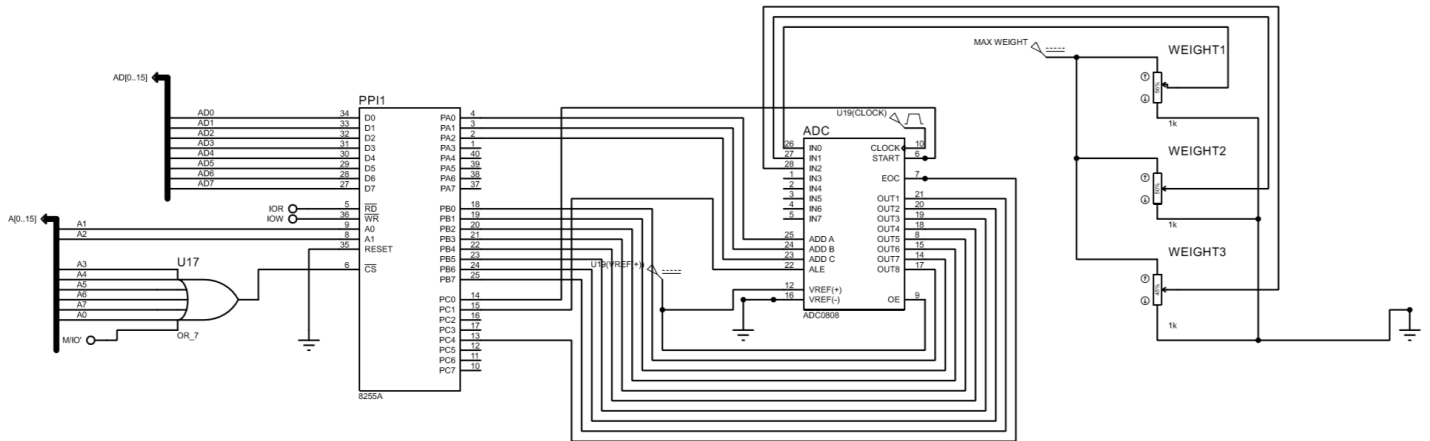 AD[0..15]
AD0
AD1
AD2
AD3
AD4
AD5
AD6
AD7
A[0..15]
A1
A2
A3
A4
A5
A6
A7
A0
M/IO'
U17
OR_7
IOR
IOW
PPI1
34 D0 PA0 4
33 D1 PA1 3
32 D2 PA2 2
31 D3 PA3 1
30 D4 PA4 40
29 D5 PA5 39
28 D6 PA6 38
27 D7 PA7 37
5 RD PB0 18
36 WR PB1 19
9 A0 PB2 20
8 A1 PB3 21
35 RESET PB4 22
PB5 23
6 CS PB6 24
PB7 25
PC0 14
PC1 15
PC2 16
PC3 17
PC4 13
PC5 12
PC6 11
PC7 10
8255A
U19(VREF(+))
U19(CLOCK)
ADC
26 IN0 CLOCK 10
27 IN1 START 6
28 IN2
1 IN3 EOC 7
2 IN4
3 IN5 OUT1 21
4 IN6 OUT2 20
5 IN7 OUT3 19
OUT4 18
25 ADD A OUT5 8
24 ADD B OUT6 15
23 ADD C OUT7 14
22 ALE OUT8 17
12 VREF(+)
16 VREF(-) OE 9
ADC0808
MAX WEIGHT
WEIGHT1
1k
WEIGHT2
50%
1k
WEIGHT3
1k